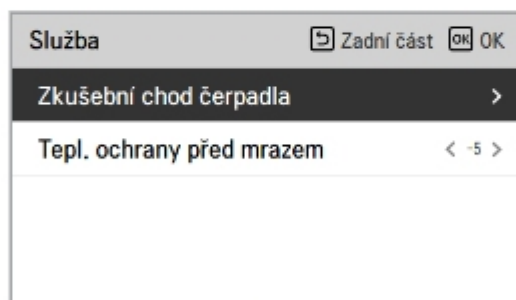 Služba Zadní část OK OK
Zkušební chod čerpadla >
Tepl. ochrany před mrazem < -5 >